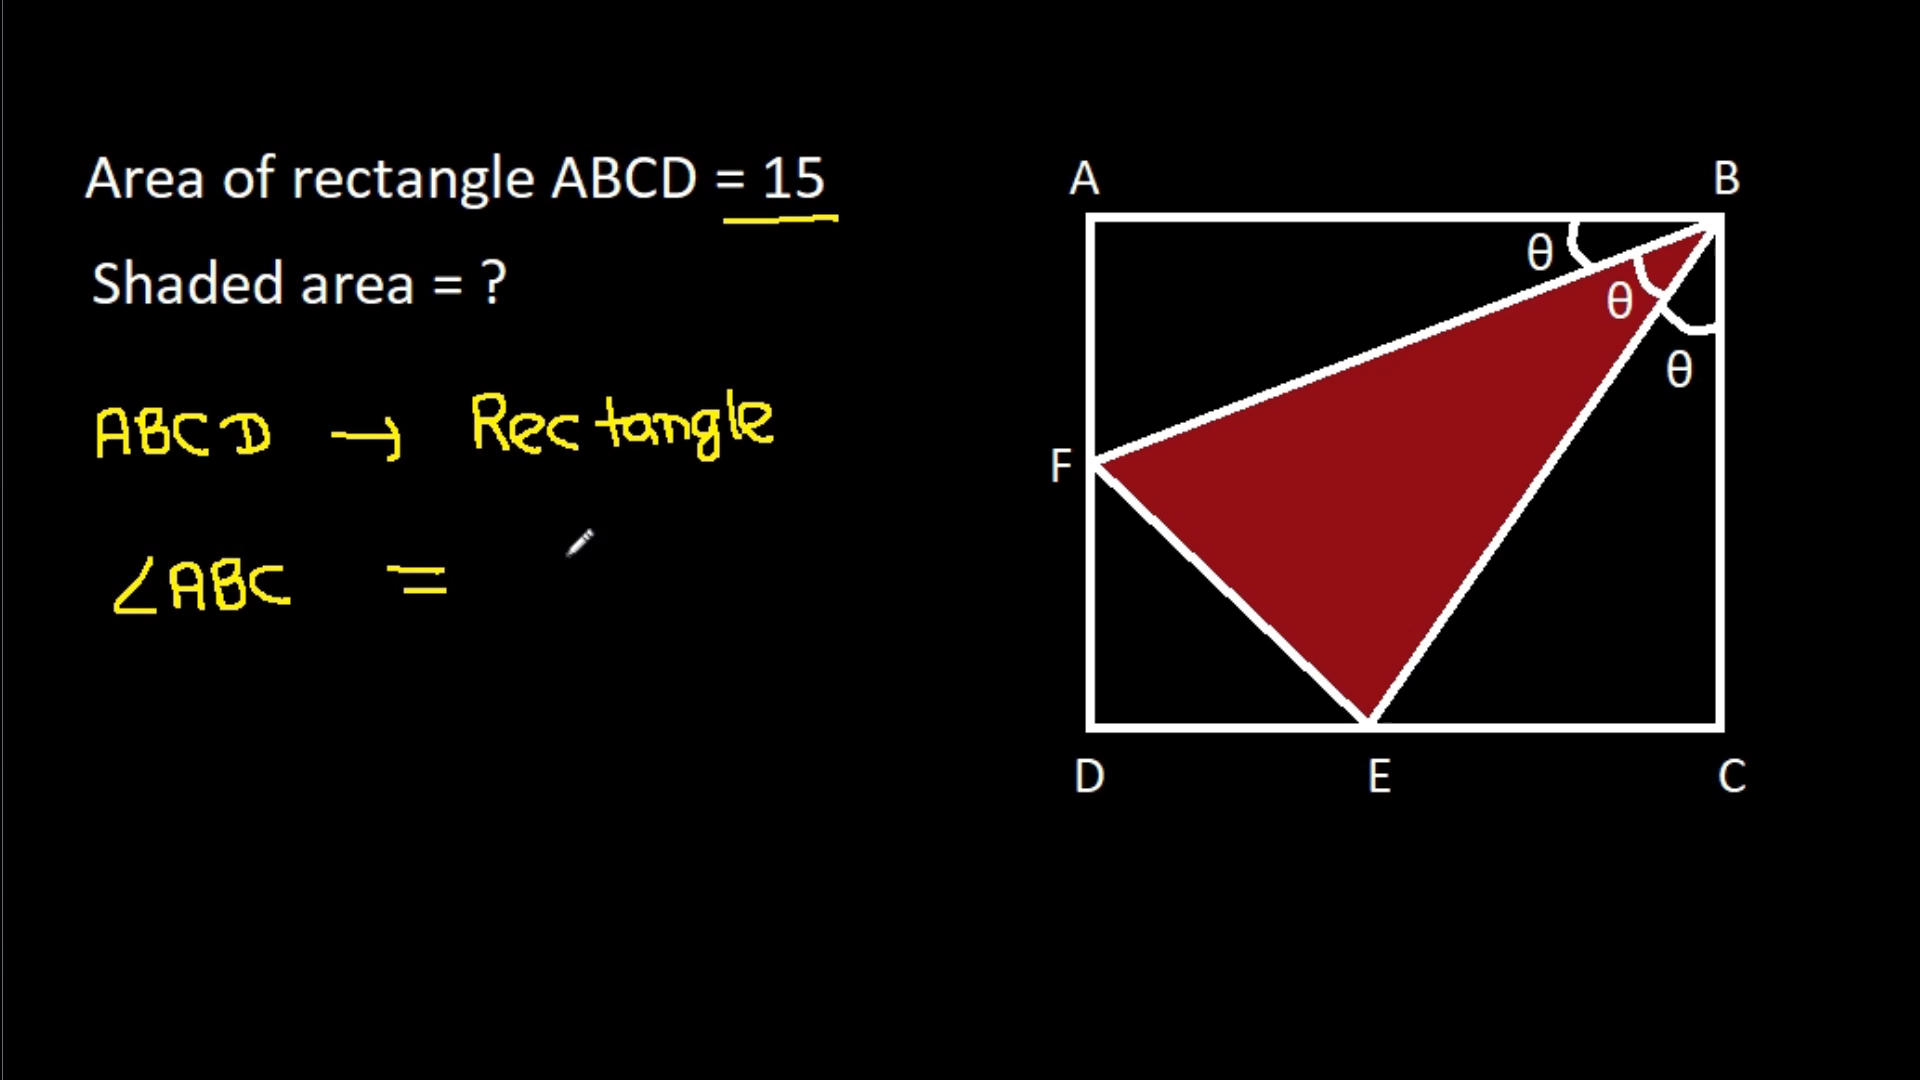 Area of rectangle ABCD = 15
Shaded area = ?
ABCD → Rectangle
∠ABC =
A B
θ
θ
θ
F
D E C